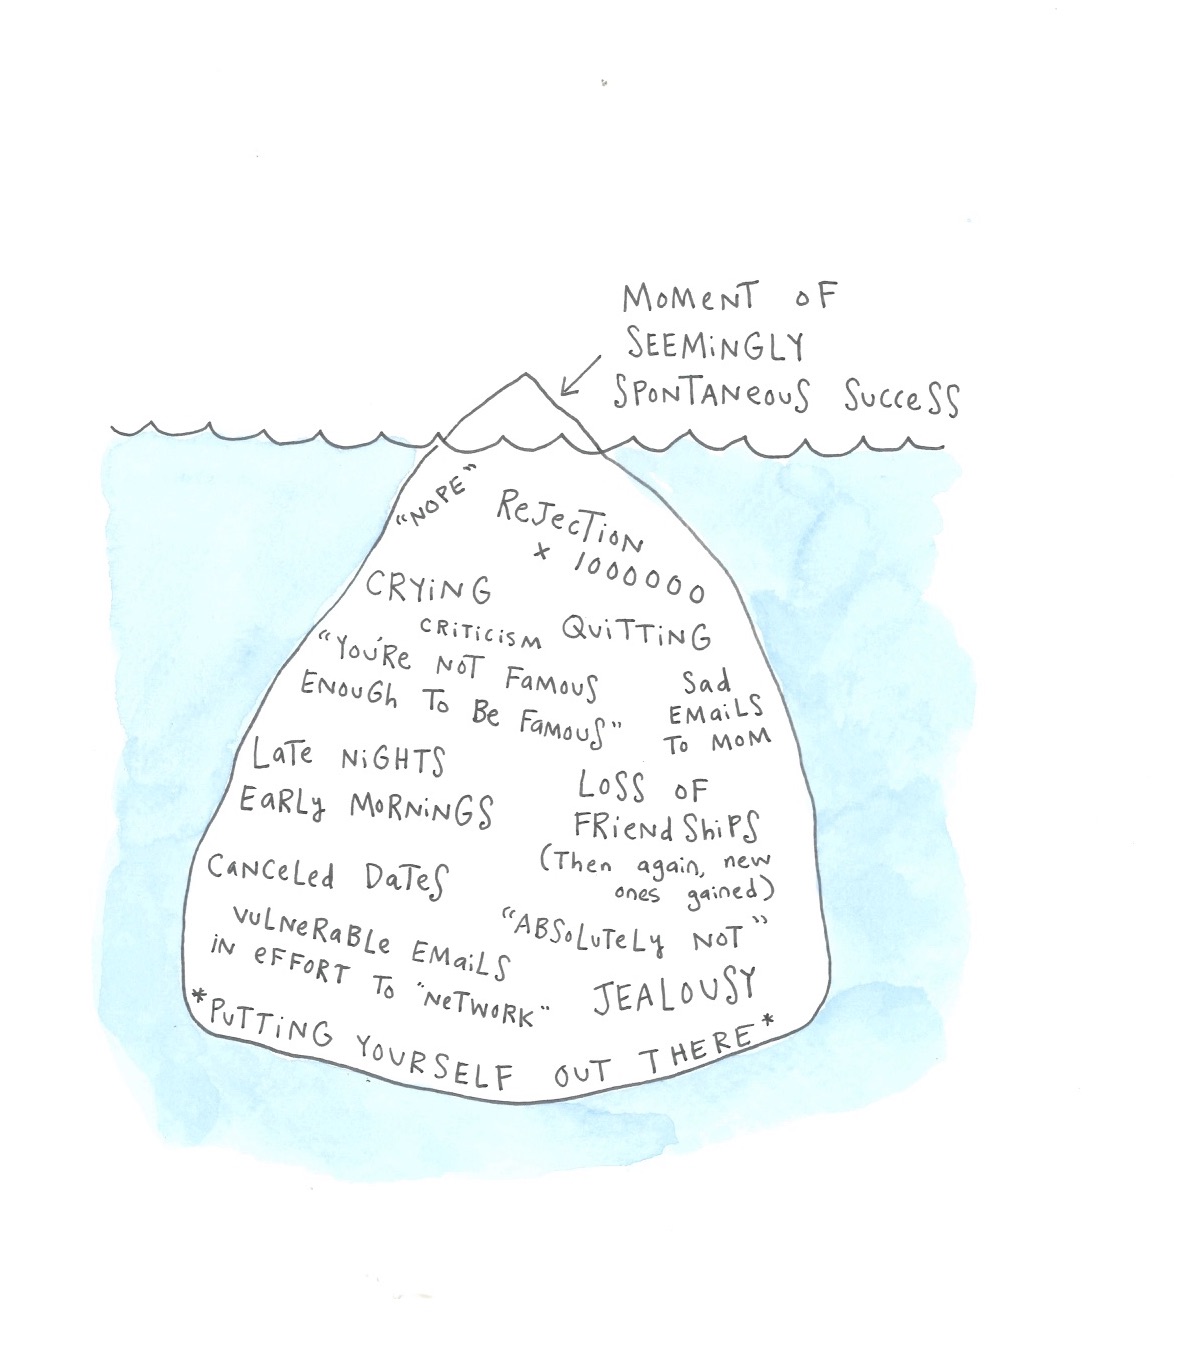 MOMENT OF
SEEMINGLY
SPONTANEOUS SUCCESS
"NOPE"
REJECTION
x 1000000
CRYING
CRITICISM
QUITTING
"YOU'RE NOT FAMOUS
ENOUGH TO BE FAMOUS"
SAD
EMAILS
TO MOM
LATE NIGHTS
EARLY MORNINGS
LOSS OF
FRIENDSHIPS
(Then again, new
ones gained)
CANCELED DATES
"ABSOLUTELY NOT"
VULNERABLE EMAILS
IN EFFORT TO "NETWORK"
JEALOUSY
*PUTTING YOURSELF OUT THERE*